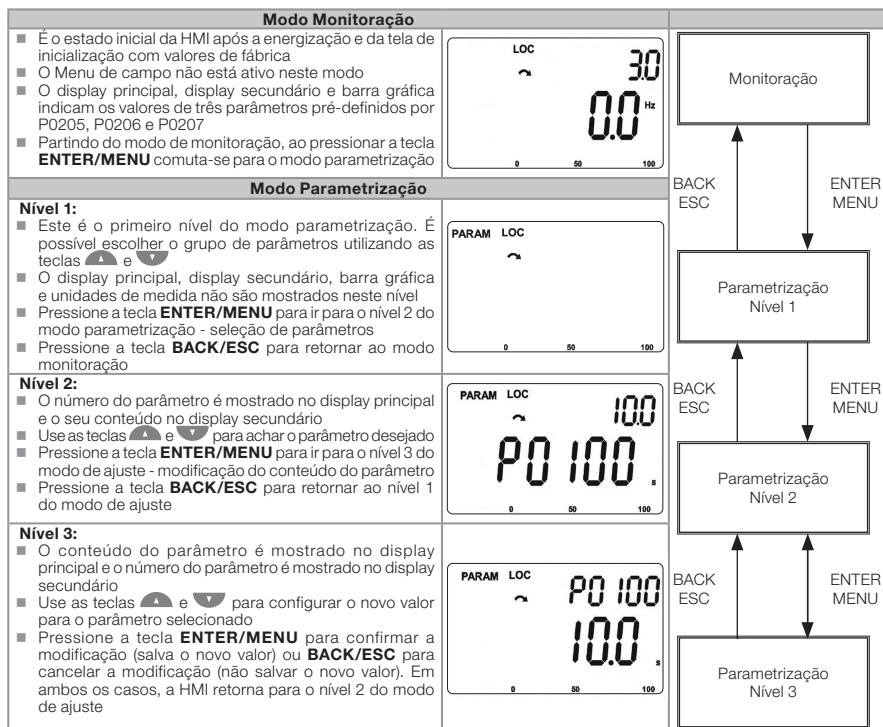 Modo Monitoração
■ É o estado inicial da HMI após a energização e da tela de
inicialização com valores de fábrica
■ O Menu de campo não está ativo neste modo
■ O display principal, display secundário e barra gráfica
indicam os valores de três parâmetros pré-definidos por
P0205, P0206 e P0207
■ Partindo do modo de monitoração, ao pressionar a tecla
ENTER/MENU comuta-se para o modo parametrização
LOC
3.0
0.0 Hz
0 50 100
Modo Parametrização
Nível 1:
■ Este é o primeiro nível do modo parametrização. É
possível escolher o grupo de parâmetros utilizando as
teclas e
■ O display principal, display secundário, barra gráfica
e unidades de medida não são mostrados neste nível
■ Pressione a tecla ENTER/MENU para ir para o nível 2 do
modo parametrização - seleção de parâmetros
■ Pressione a tecla BACK/ESC para retornar ao modo
monitoração
PARAM LOC
0 50 100
Nível 2:
■ O número do parâmetro é mostrado no display principal
e o seu conteúdo no display secundário
■ Use as teclas e para achar o parâmetro desejado
■ Pressione a tecla ENTER/MENU para ir para o nível 3 do
modo de ajuste - modificação do conteúdo do parâmetro
■ Pressione a tecla BACK/ESC para retornar ao nível 1
do modo de ajuste
PARAM LOC
10.0
P0100 s
0 50 100
Nível 3:
■ O conteúdo do parâmetro é mostrado no display
principal e o número do parâmetro é mostrado no display
secundário
■ Use as teclas e para configurar o novo valor
para o parâmetro selecionado
■ Pressione a tecla ENTER/MENU para confirmar a
modificação (salva o novo valor) ou BACK/ESC para
cancelar a modificação (não salvar o novo valor). Em
ambos os casos, a HMI retorna para o nível 2 do modo
de ajuste
PARAM LOC
P0100
10.0 s
0 50 100
Monitoração
BACK
ESC
ENTER
MENU
Parametrização
Nível 1
BACK
ESC
ENTER
MENU
Parametrização
Nível 2
BACK
ESC
ENTER
MENU
Parametrização
Nível 3